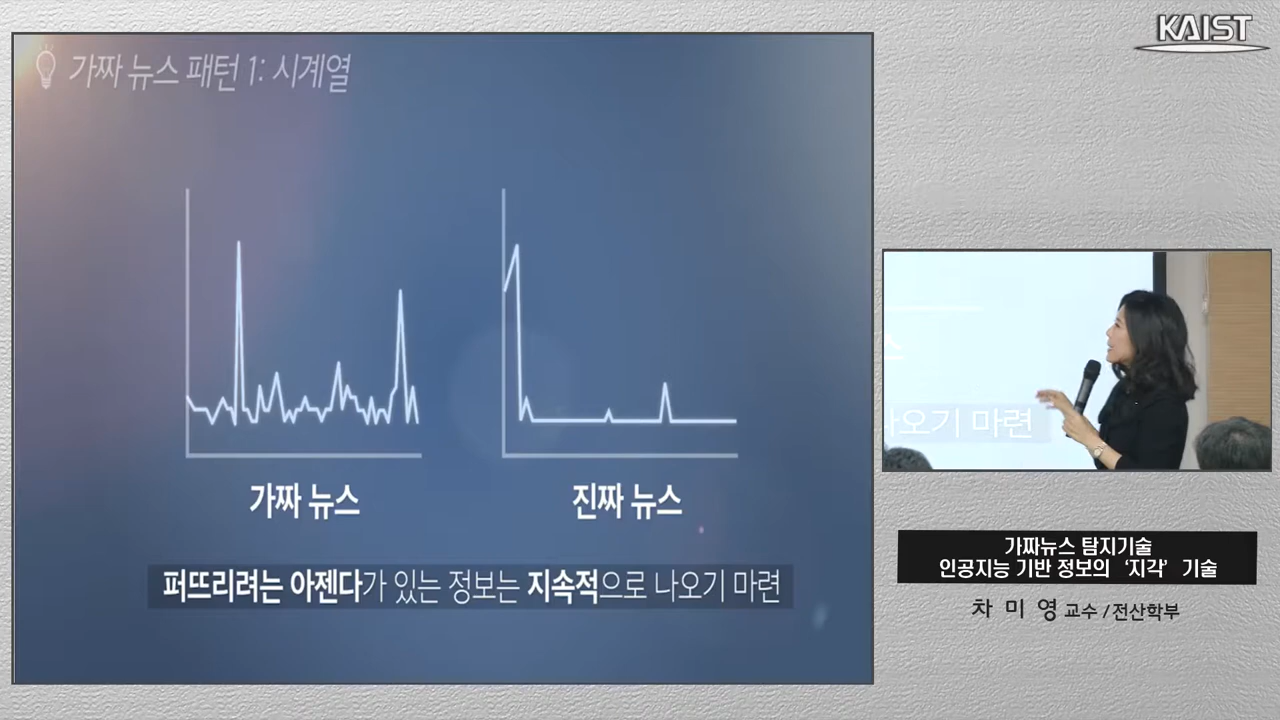 가짜 뉴스 패턴 1: 시계열
가짜 뉴스
진짜 뉴스
퍼뜨리려는 아젠다가 있는 정보는 지속적으로 나오기 마련
KAIST
나오기 마련
가짜뉴스 탐지기술
인공지능 기반 정보의 ‘지각’ 기술
차 미 영 교수 / 전산학부